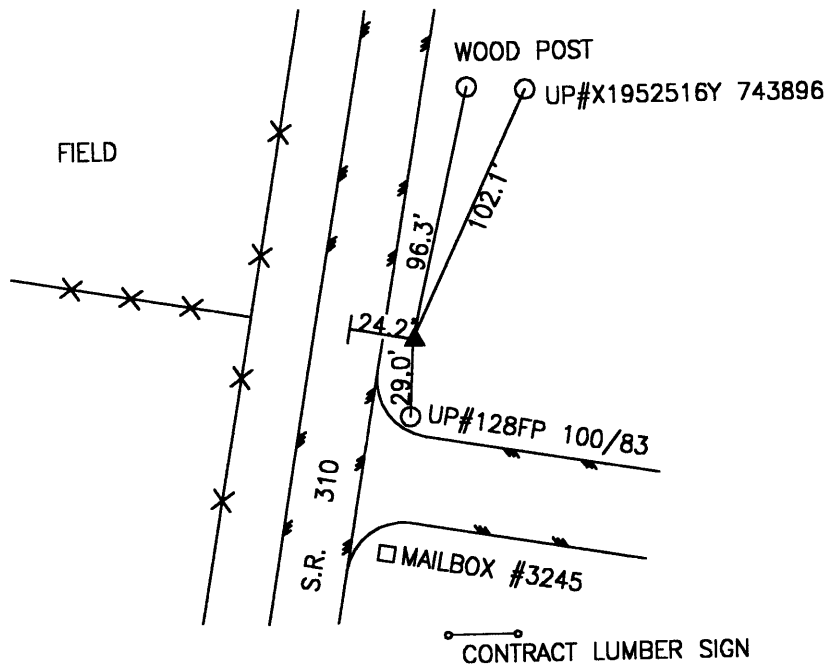 WOOD POST
UP#X1952516Y 743896
FIELD
96.3'
102.1'
24.2'
29.0'
UP#128FP 100/83
S.R. 310
MAILBOX #3245
CONTRACT LUMBER SIGN